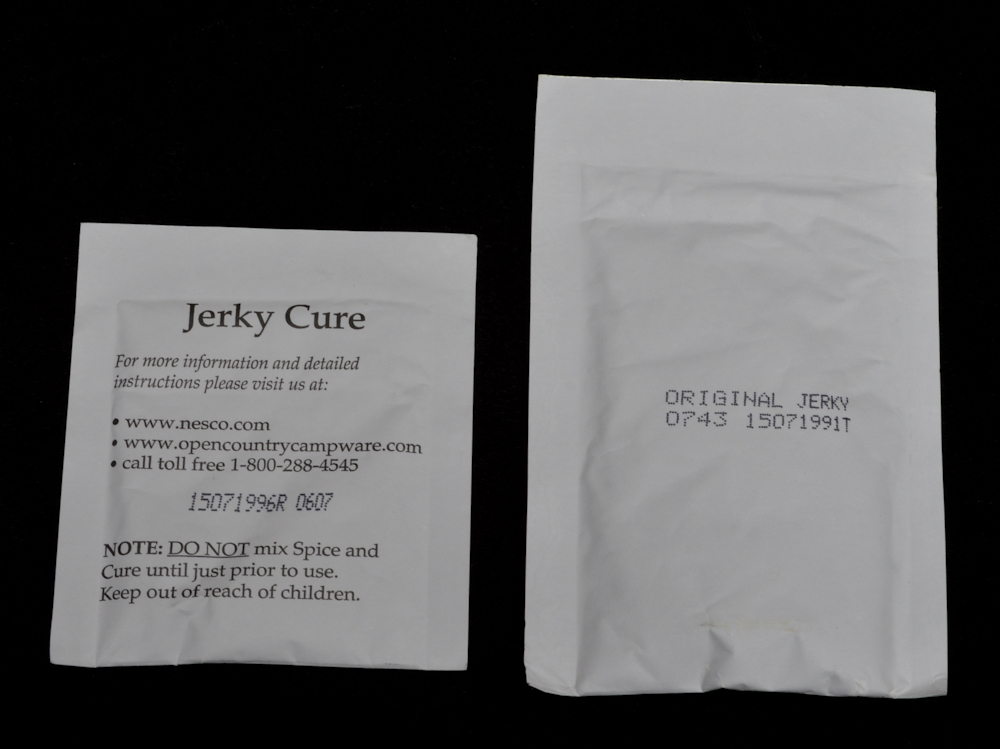 Jerky Cure
For more information and detailed
instructions please visit us at:
• www.nesco.com
• www.opencountrycampware.com
• call toll free 1-800-288-4545
15071996R 0607
NOTE: DO NOT mix Spice and
Cure until just prior to use.
Keep out of reach of children.
ORIGINAL JERKY
0743 15071991T